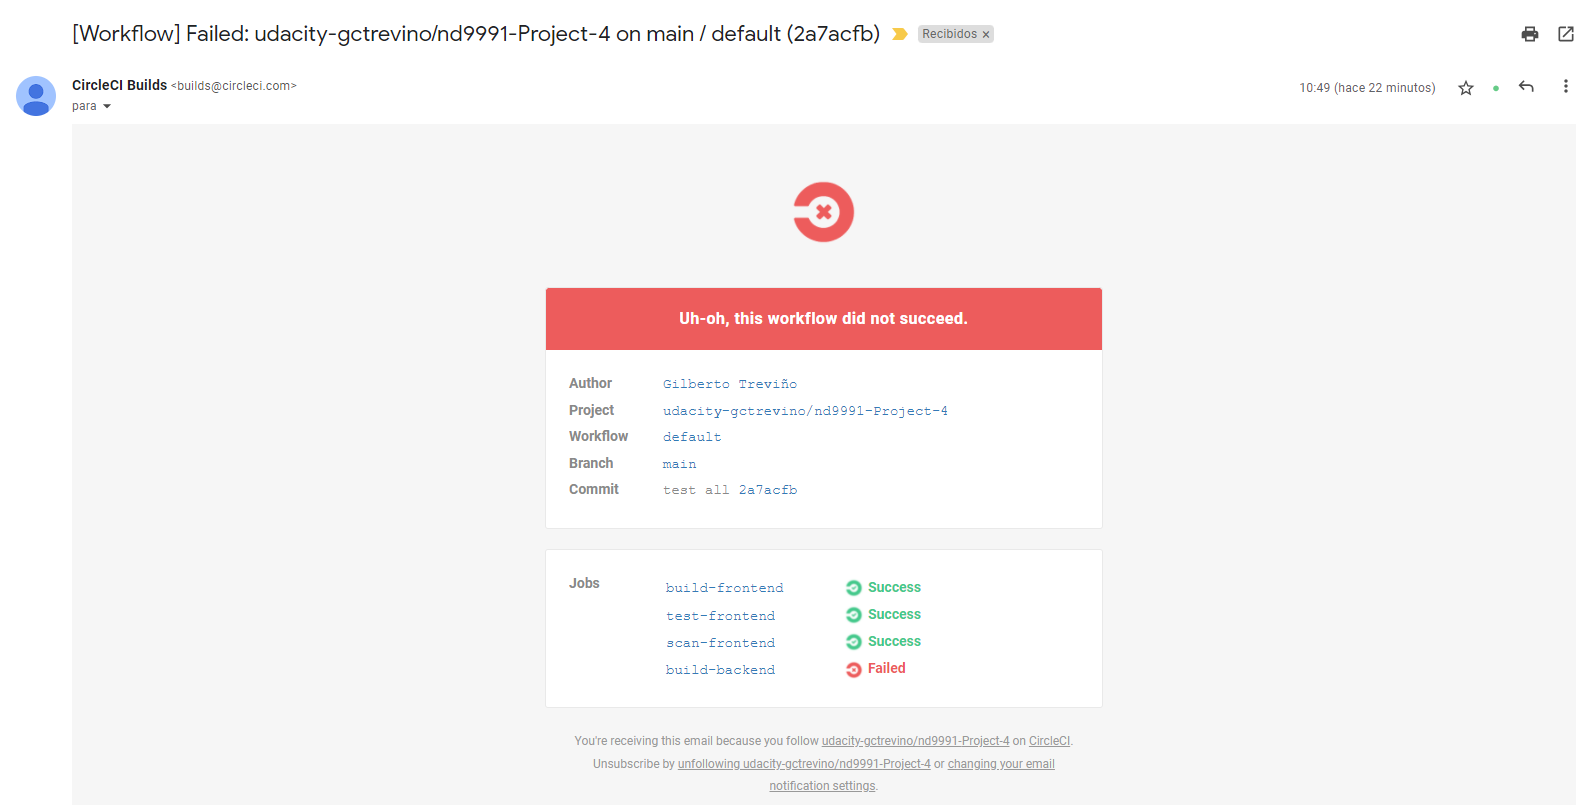 [Workflow] Failed: udacity-gctrevino/nd9991-Project-4 on main / default (2a7acfb) Recibidos ×
CircleCI Builds <builds@circleci.com> 10:49 (hace 22 minutos)
para
Uh-oh, this workflow did not succeed.
Author Gilberto Treviño
Project udacity-gctrevino/nd9991-Project-4
Workflow default
Branch main
Commit test all 2a7acfb
Jobs build-frontend Success
test-frontend Success
scan-frontend Success
build-backend Failed
You're receiving this email because you follow udacity-gctrevino/nd9991-Project-4 on CircleCI.
Unsubscribe by unfollowing udacity-gctrevino/nd9991-Project-4 or changing your email
notification settings.